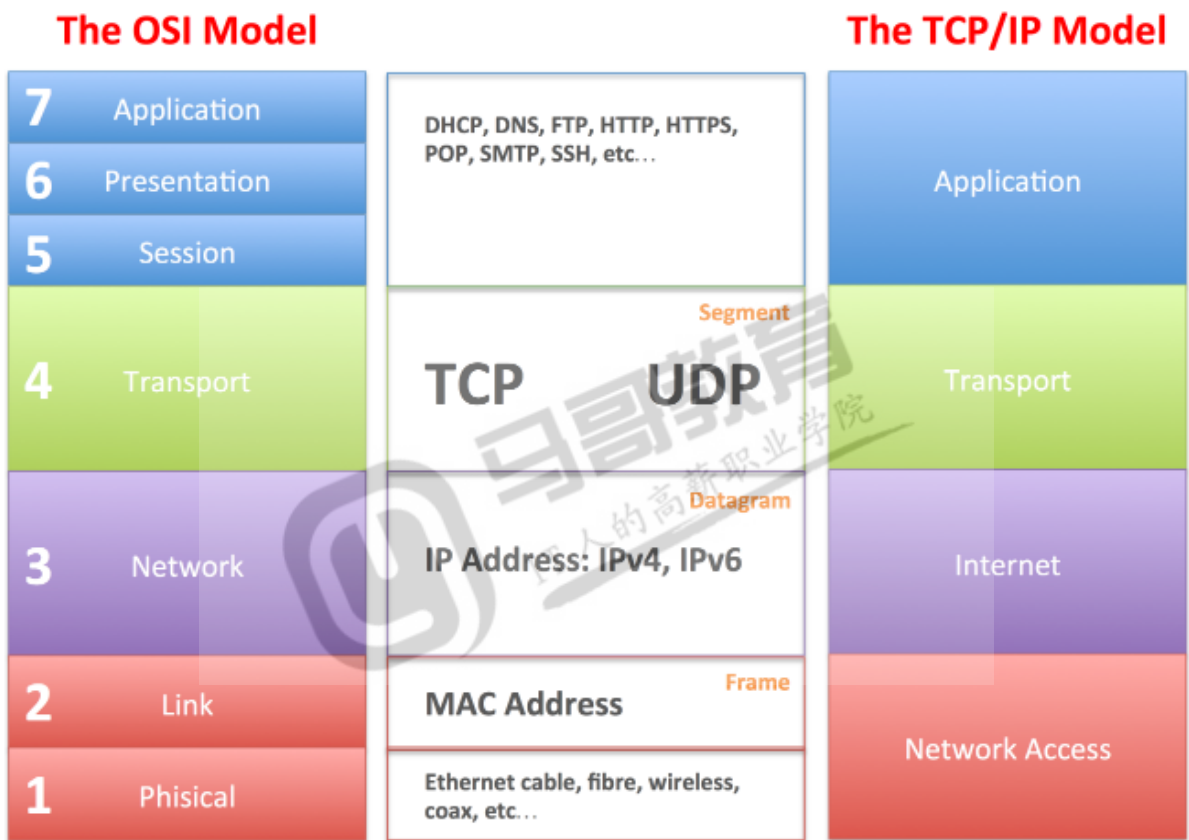 The OSI Model
The TCP/IP Model
7 Application
6 Presentation
5 Session
4 Transport
3 Network
2 Link
1 Phisical
DHCP, DNS, FTP, HTTP, HTTPS,
POP, SMTP, SSH, etc...
Segment
TCP UDP
Datagram
IP Address: IPv4, IPv6
Frame
MAC Address
Ethernet cable, fibre, wireless,
coax, etc...
Application
Transport
Internet
Network Access
马哥教育
人的高薪职业学院